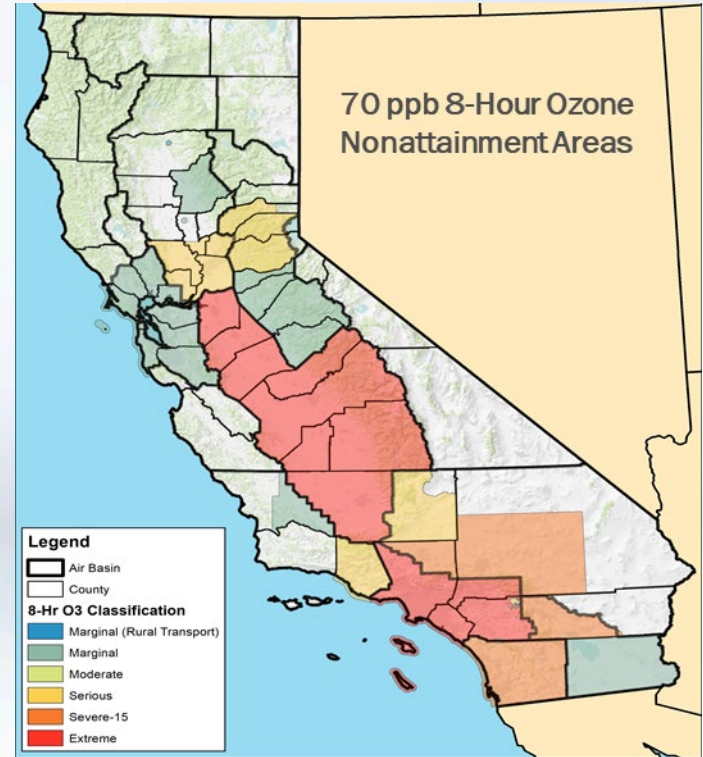 70 ppb 8-Hour Ozone
Nonattainment Areas
Legend
Air Basin
County
8-Hr O3 Classification
Marginal (Rural Transport)
Marginal
Moderate
Serious
Severe-15
Extreme